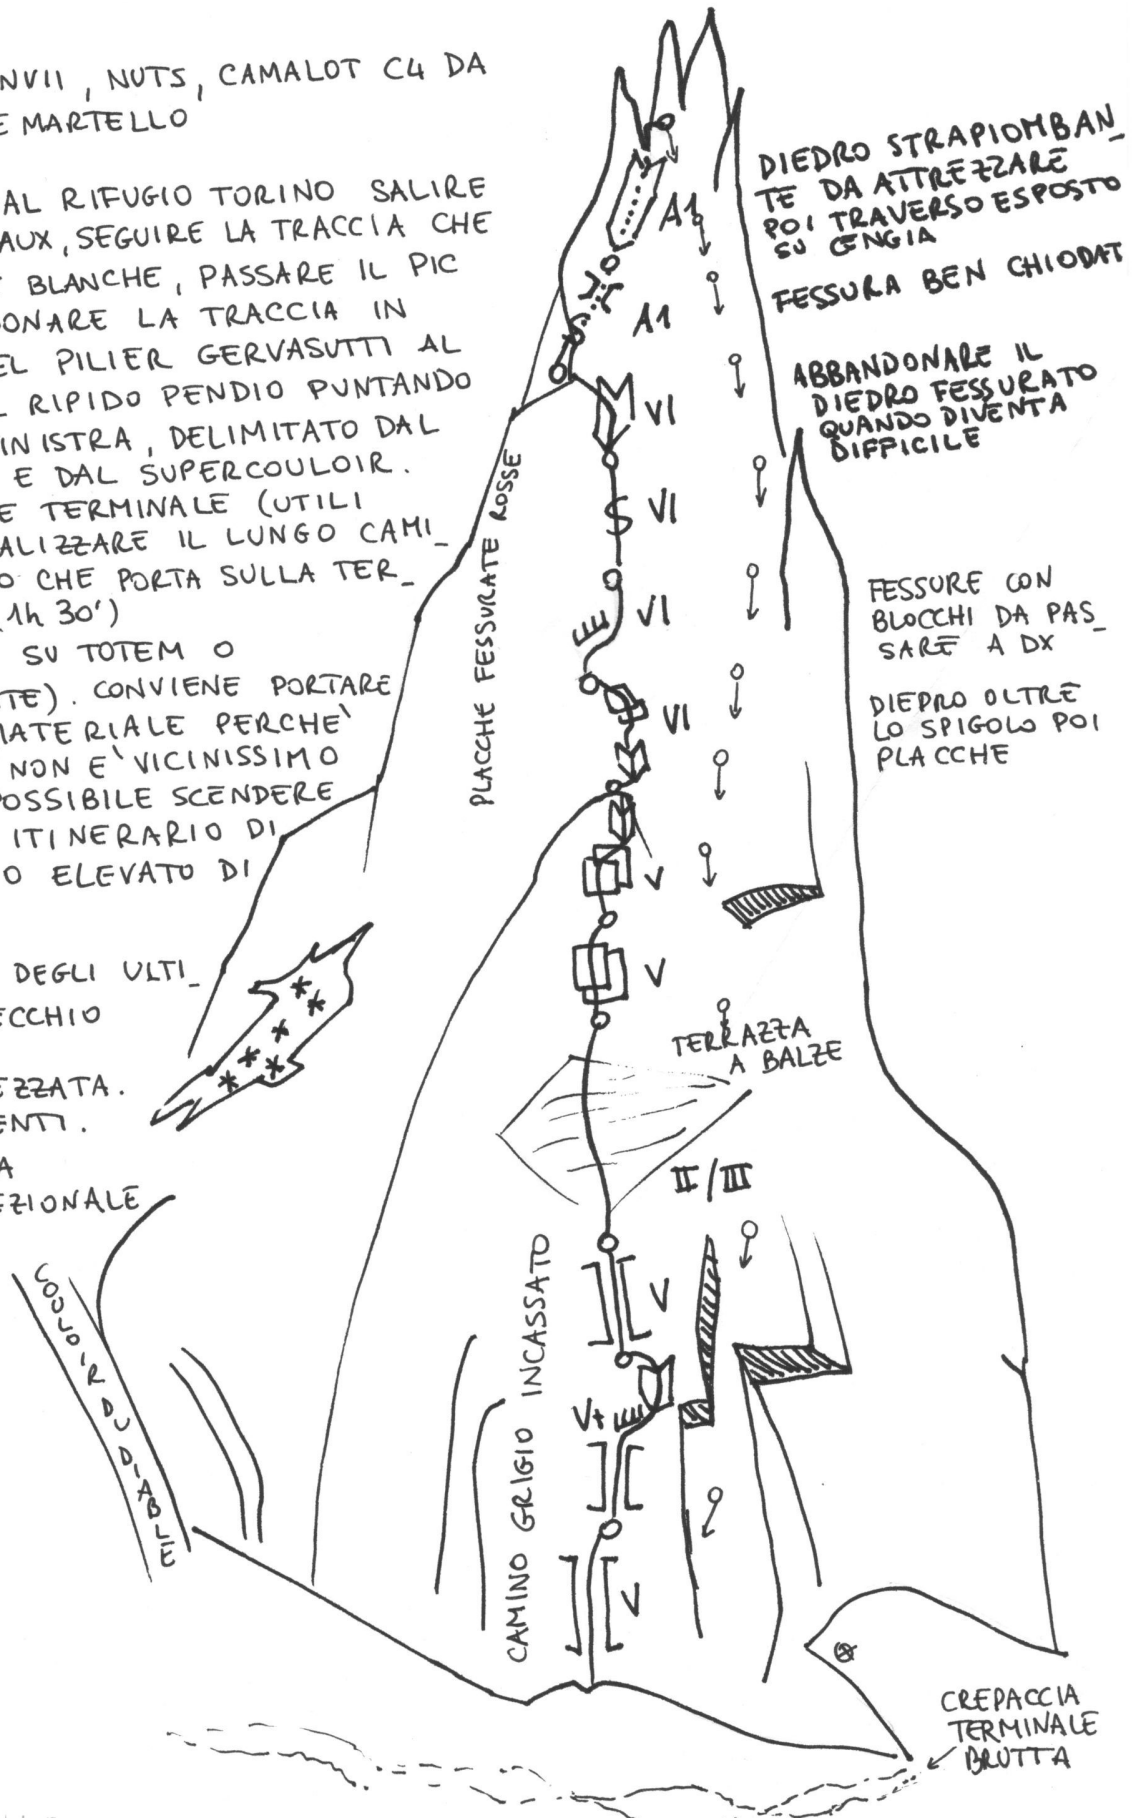 NVII, NUTS, CAMALOT C4 DA
E MARTELLO
AL RIFUGIO TORINO SALIRE
AUX, SEGUIRE LA TRACCIA CHE
BLANCHE, PASSARE IL PIC
ONARE LA TRACCIA IN
EL PILIER GERVASUTTI AL
L RIPIDO PENDIO PUNTANDO
INISTRA, DELIMITATO DAL
E DAL SUPERCOULOIR.
E TERMINALE (UTILI
ALIZZARE IL LUNGO CAMI_
O CHE PORTA SULLA TER_
1h 30')
SU TOTEM O
TE). CONVIENE PORTARE
MATERIALE PERCHE'
NON E' VICINISSIMO
POSSIBILE SCENDERE
ITINERARIO DI
O ELEVATO DI
DEGLI ULTI_
ECCHIO
EZZATA.
ENTI.
A
EZIONALE
DIEDRO STRAPIOMBAN_
TE DA ATTREZZARE
POI TRAVERSO ESPOSTO
SU CENGIA
A1
FESSURA BEN CHIODAT
A1
ABBANDONARE IL
DIEDRO FESSURATO
QUANDO DIVENTA
DIFFICILE
VI
PLACCHE FESSURATE ROSSE
VI
FESSURE CON
BLOCCHI DA PAS_
SARE A DX
VI
DIEDRO OLTRE
LO SPIGOLO POI
PLACCHE
VI
V
V
TERRAZZA
A BALZE
II/III
CAMINO GRIGIO INCASSATO
V
V+
V
COULOIR DU DIABLE
CREPACCIA
TERMINALE
BRUTTA